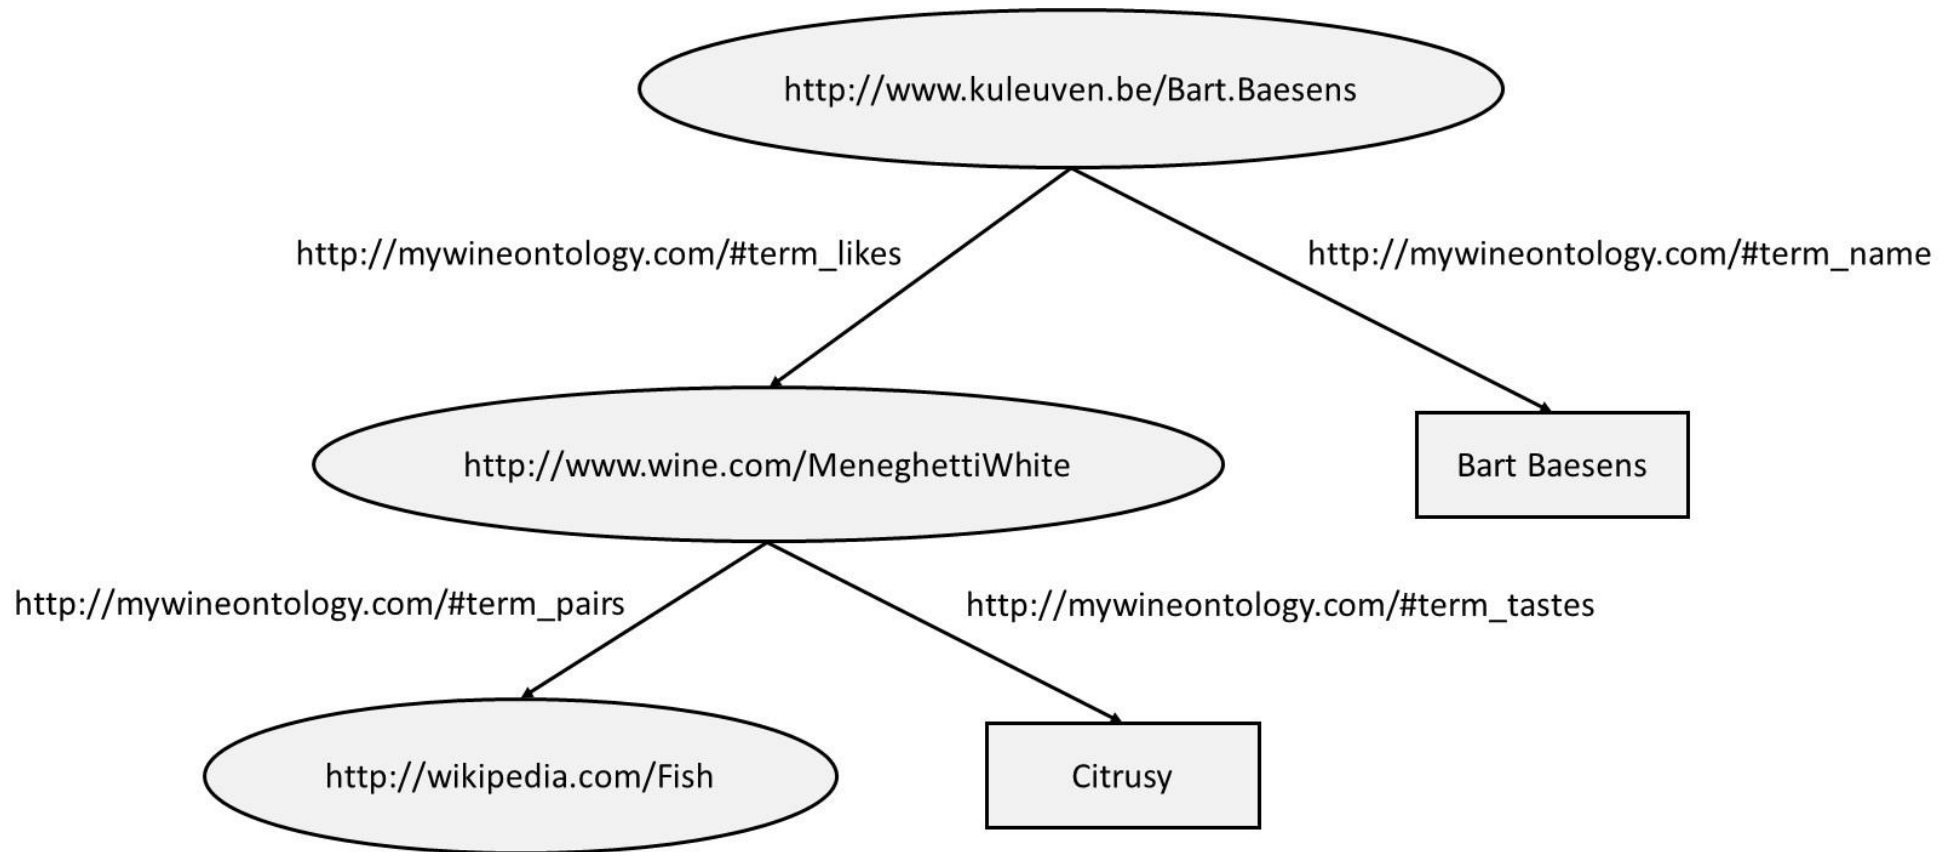 http://www.kuleuven.be/Bart.Baesens
http://mywineontology.com/#term_likes
http://mywineontology.com/#term_name
http://www.wine.com/MeneghettiWhite
Bart Baesens
http://mywineontology.com/#term_pairs
http://mywineontology.com/#term_tastes
http://wikipedia.com/Fish
Citrusy